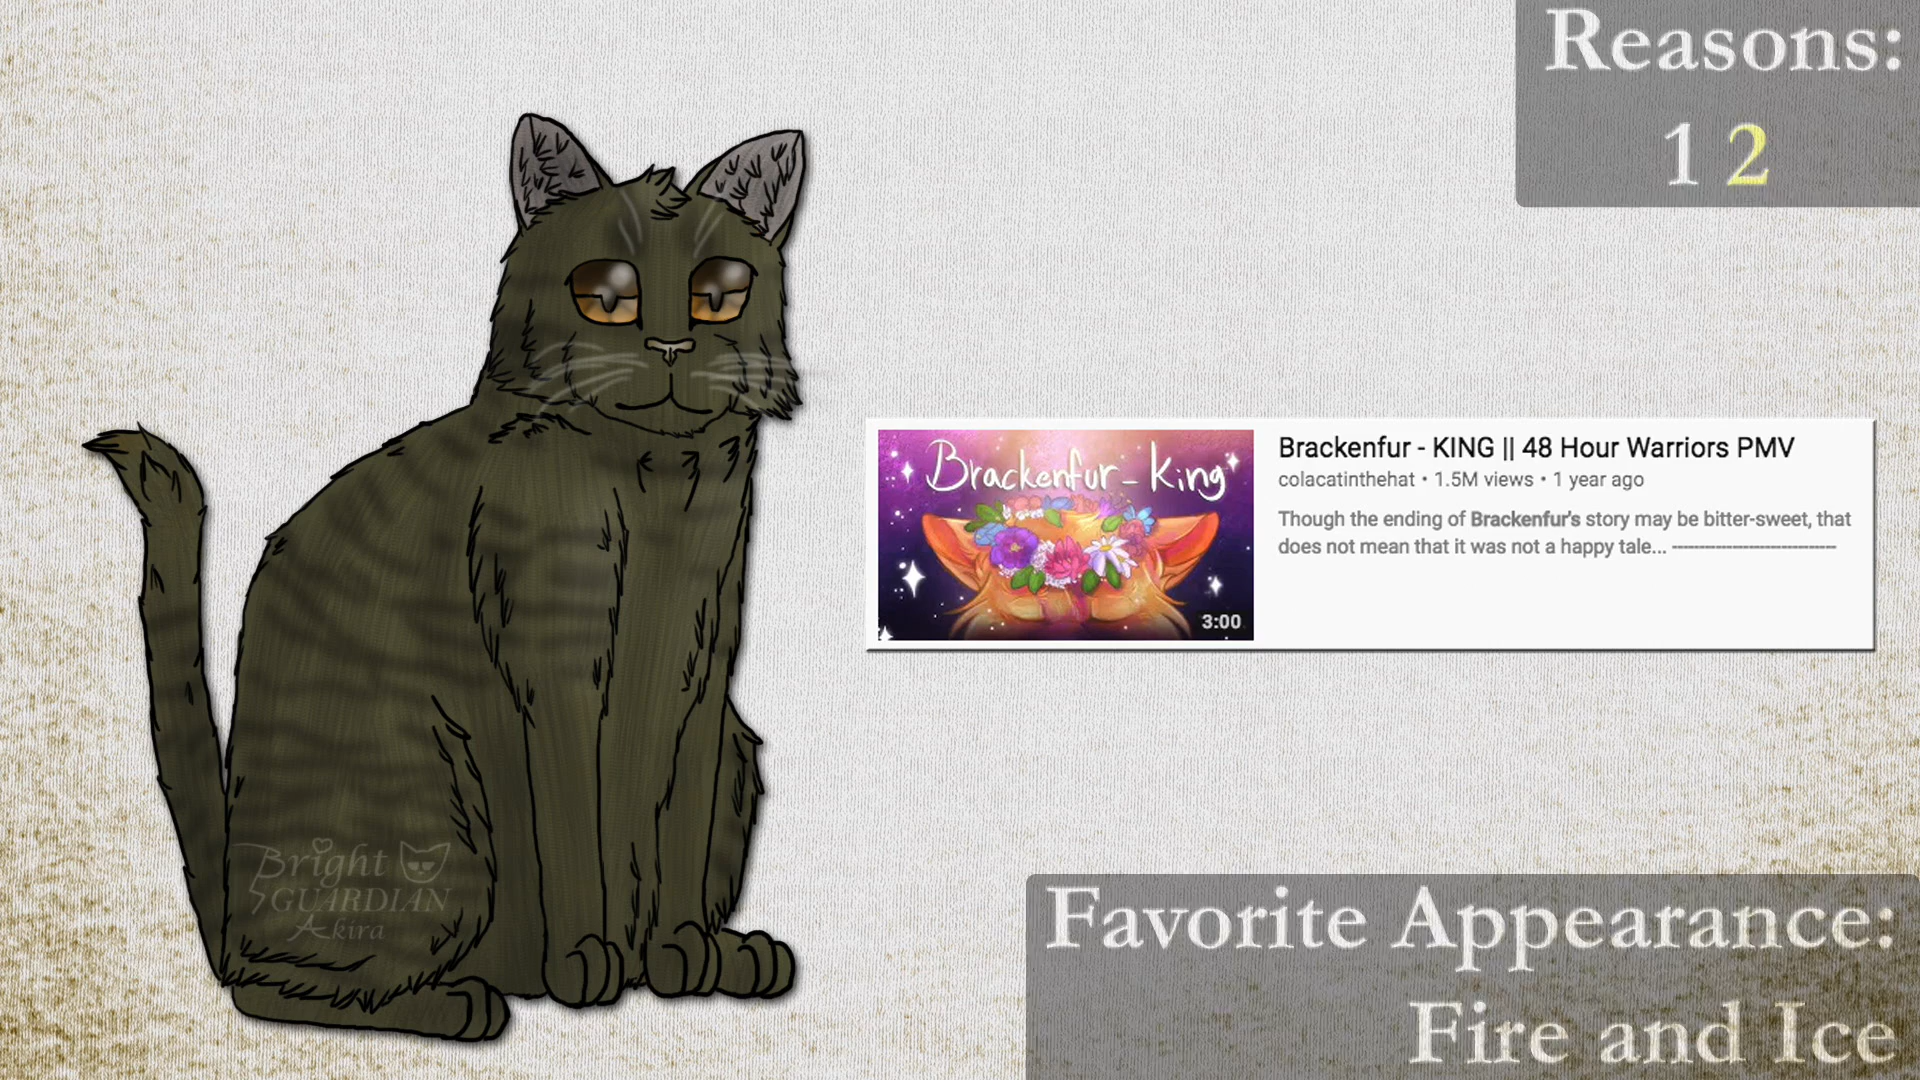 Reasons:
1 2
Brackenfur - King
3:00
Brackenfur - KING || 48 Hour Warriors PMV
colacatinthehat • 1.5M views • 1 year ago
Though the ending of Brackenfur's story may be bitter-sweet, that
does not mean that it was not a happy tale... -----------------------------
Bright
GUARDIAN
Akira
Favorite Appearance:
Fire and Ice